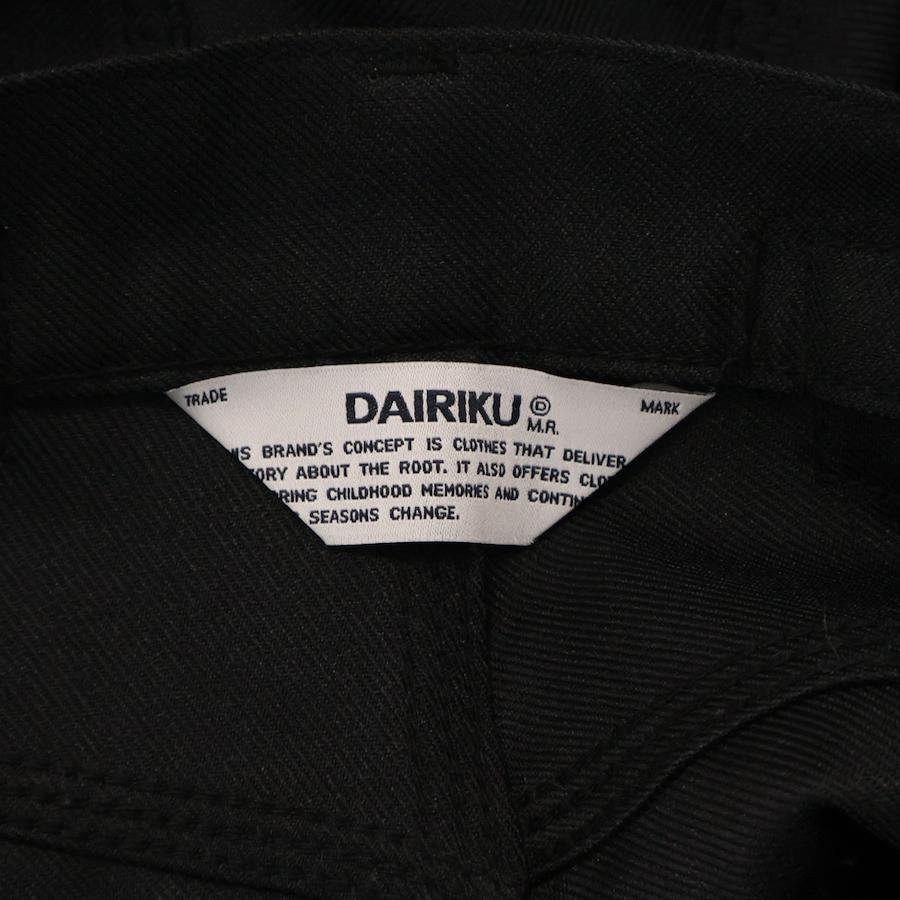 TRADE
DAIRIKU ©
M.R.
MARK
BRAND'S CONCEPT IS CLOTHES THAT DELIVER
ABOUT THE ROOT. IT ALSO OFFERS
CHILDHOOD MEMORIES AND
SEASONS CHANGE.